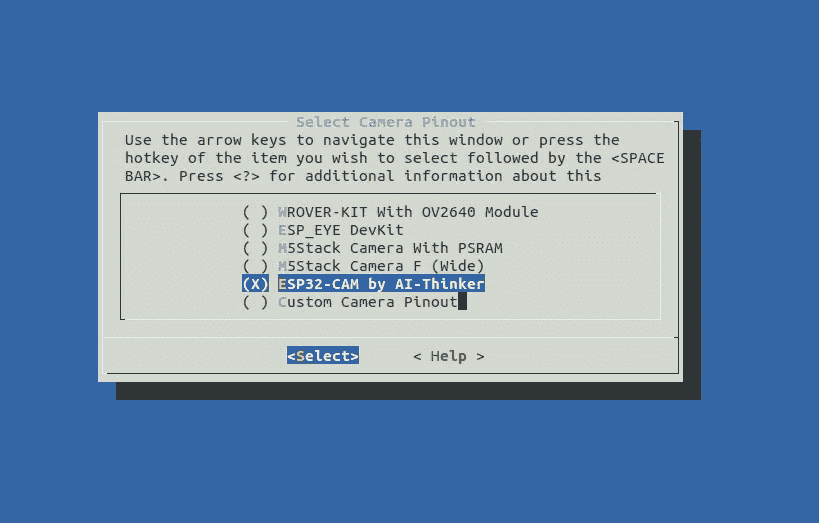 Select Camera Pinout
Use the arrow keys to navigate this window or press the
hotkey of the item you wish to select followed by the <SPACE
BAR>. Press <?> for additional information about this
( ) WROVER-KIT With OV2640 Module
( ) ESP_EYE DevKit
( ) M5Stack Camera With PSRAM
( ) M5Stack Camera F (Wide)
(X) ESP32-CAM by AI-Thinker
( ) Custom Camera Pinout
<Select> < Help >